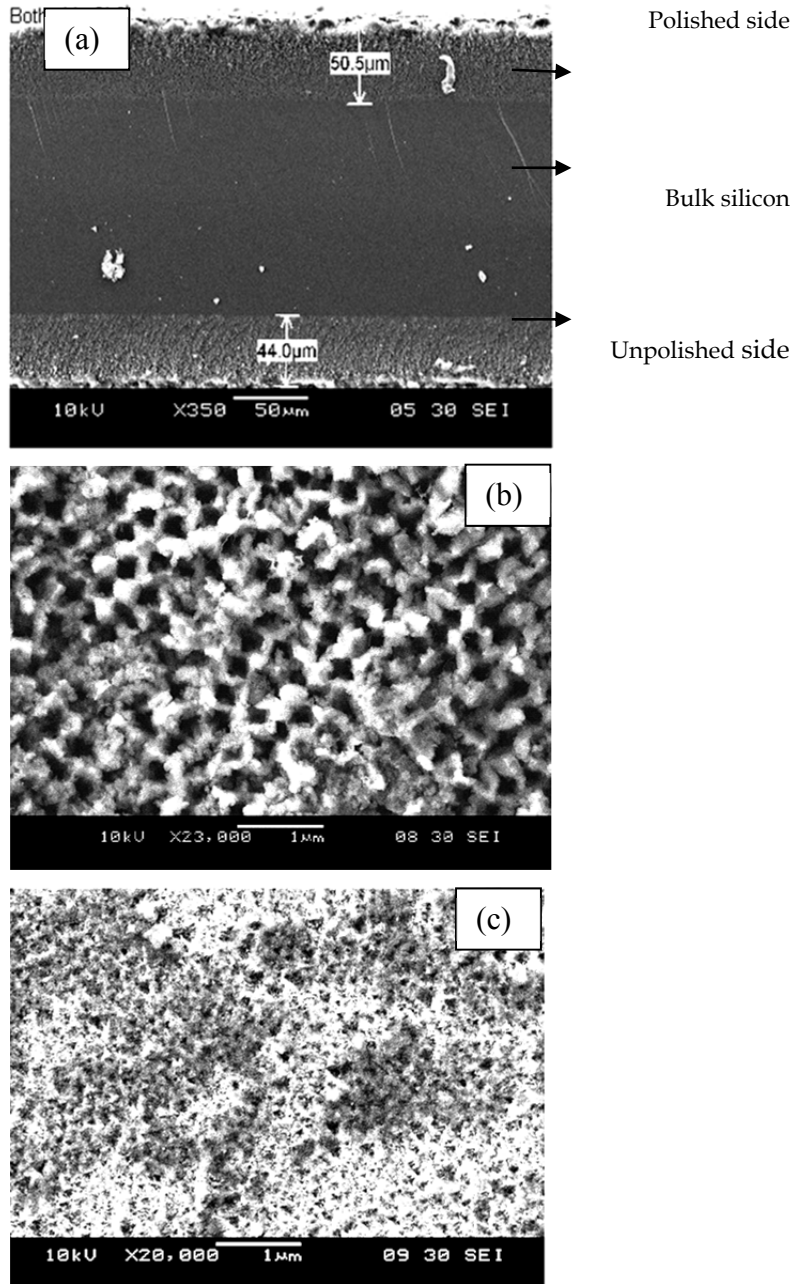 Both
(a)
Polished side
50.5µm
Bulk silicon
44.0µm
Unpolished side
10kV X350 50µm 05 30 SEI
(b)
10kV X23,000 1µm 08 30 SEI
(c)
10kV X20,000 1µm 09 30 SEI